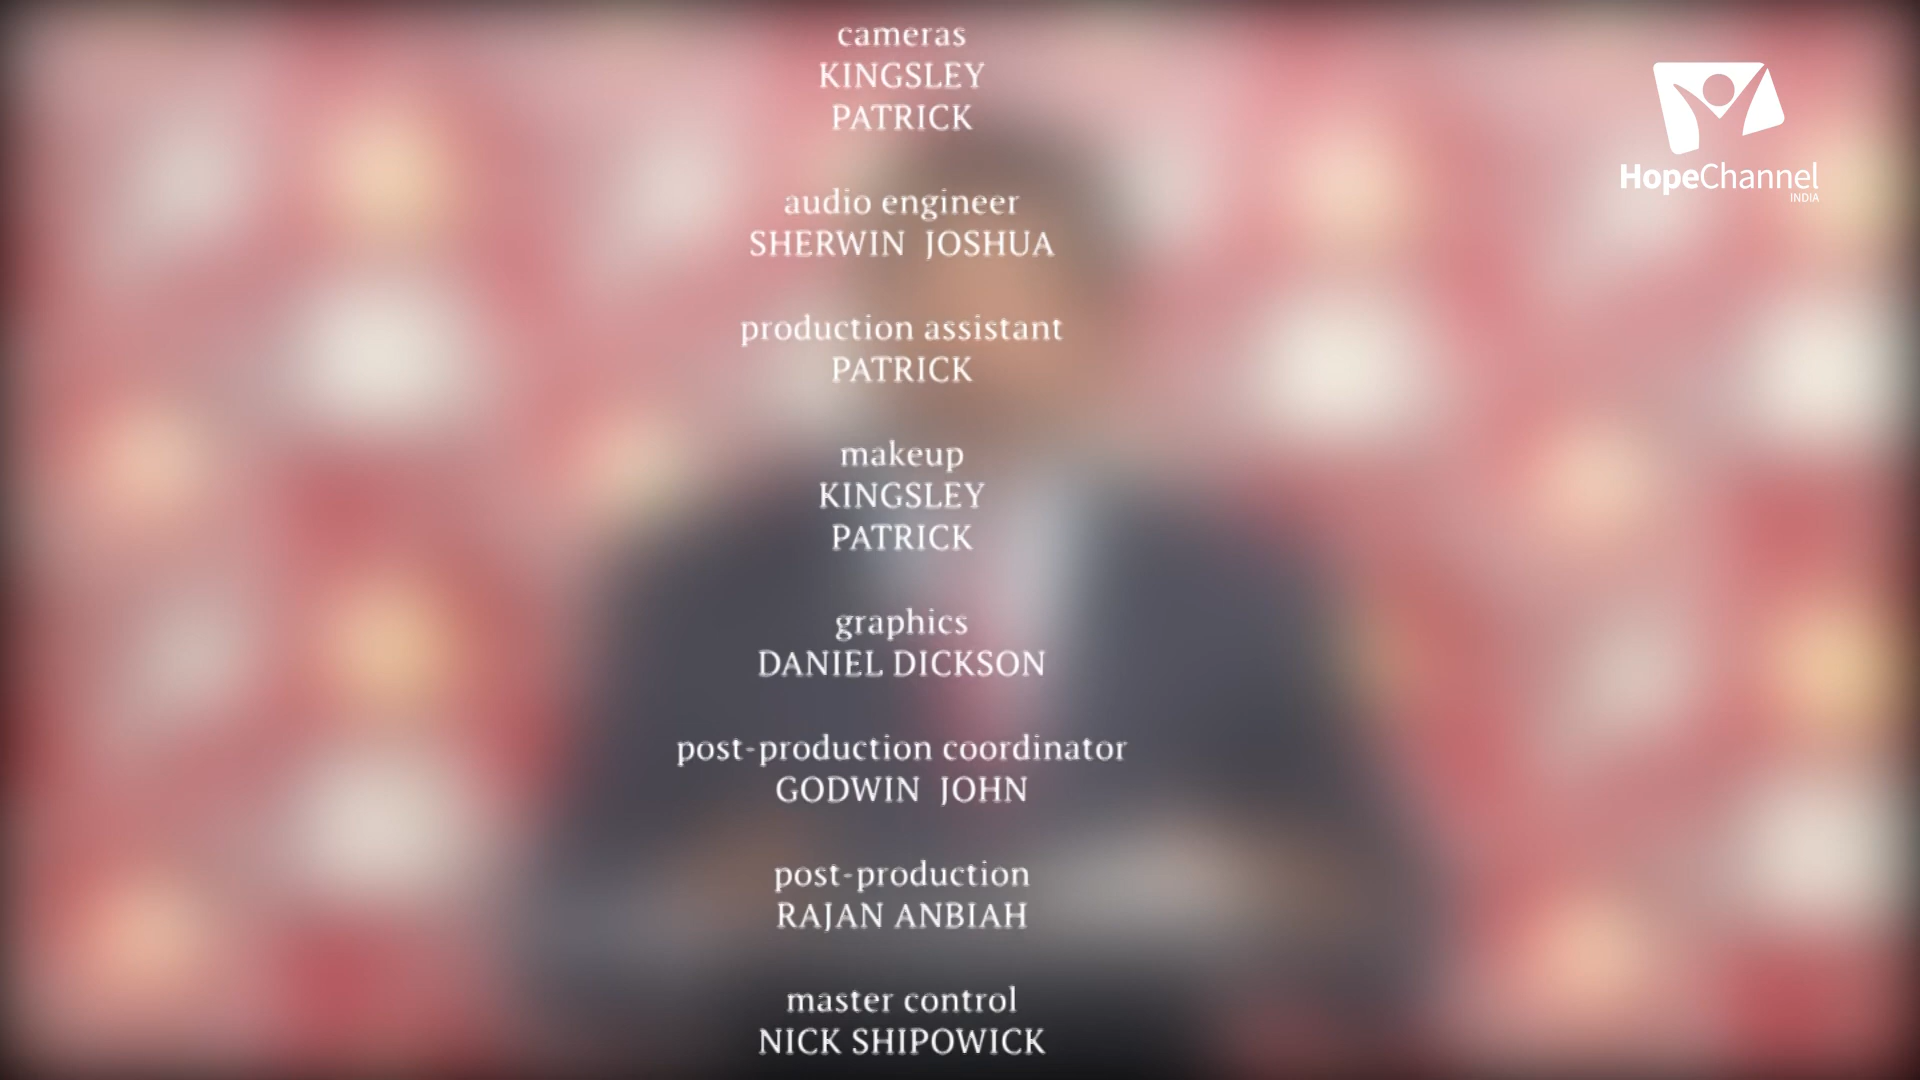 cameras
KINGSLEY
PATRICK
audio engineer
SHERWIN JOSHUA
production assistant
PATRICK
makeup
KINGSLEY
PATRICK
graphics
DANIEL DICKSON
post-production coordinator
GODWIN JOHN
post-production
RAJAN ANBIAH
master control
NICK SHIPOWICK
HopeChannel
INDIA